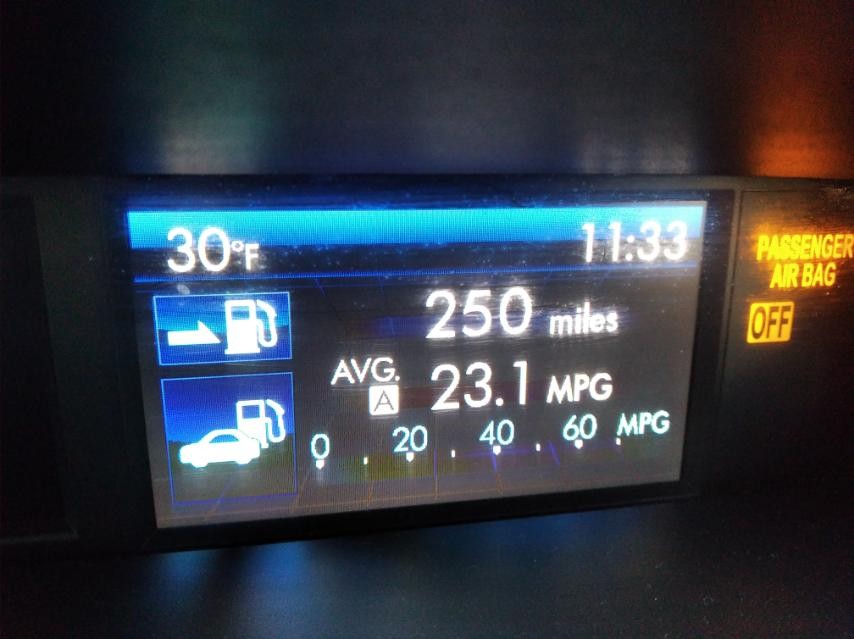 30°F 11:33
250 miles
AVG. A 23.1 MPG
0 20 40 60 MPG
PASSENGER
AIR BAG
OFF